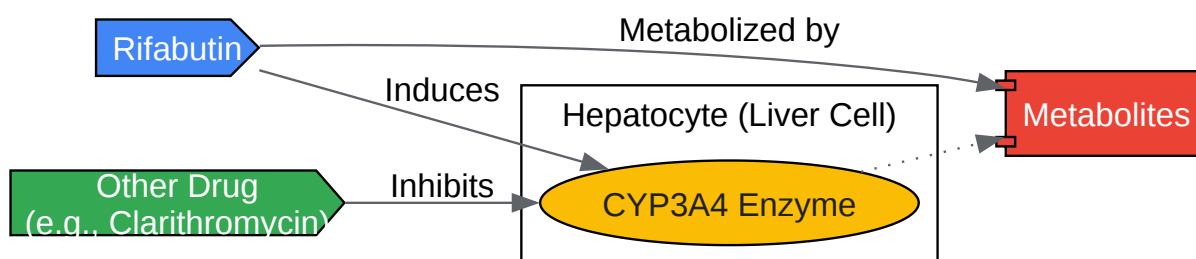 Metabolized by
Rifabutin
Induces
Hepatocyte (Liver Cell)
Metabolites
Other Drug
(e.g., Clarithromycin)
Inhibits
CYP3A4 Enzyme